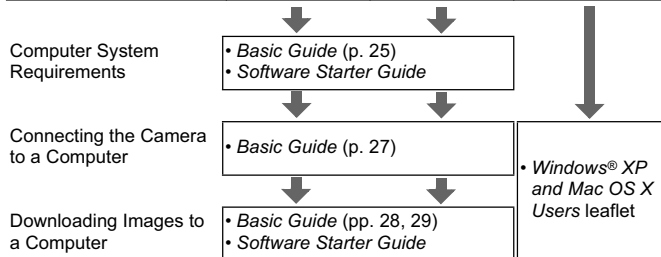 Computer System
Requirements
• Basic Guide (p. 25)
• Software Starter Guide
Connecting the Camera
to a Computer
• Basic Guide (p. 27)
• Windows® XP
and Mac OS X
Users leaflet
Downloading Images to
a Computer
• Basic Guide (pp. 28, 29)
• Software Starter Guide